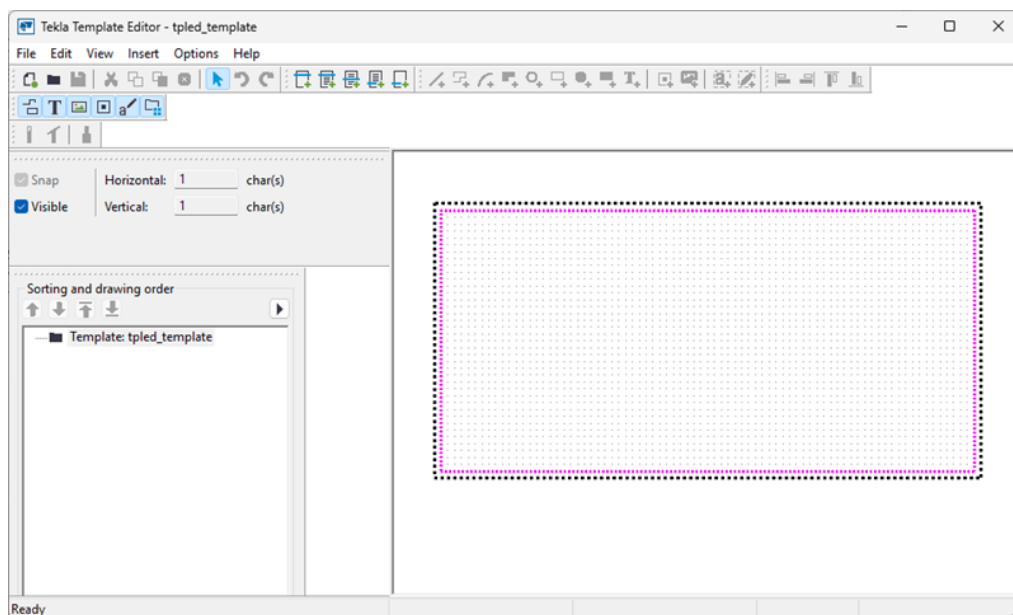 Tekla Template Editor - tpled_template
File Edit View Insert Options Help
Snap Horizontal: 1 char(s)
Visible Vertical: 1 char(s)
Sorting and drawing order
Template: tpled_template
Ready